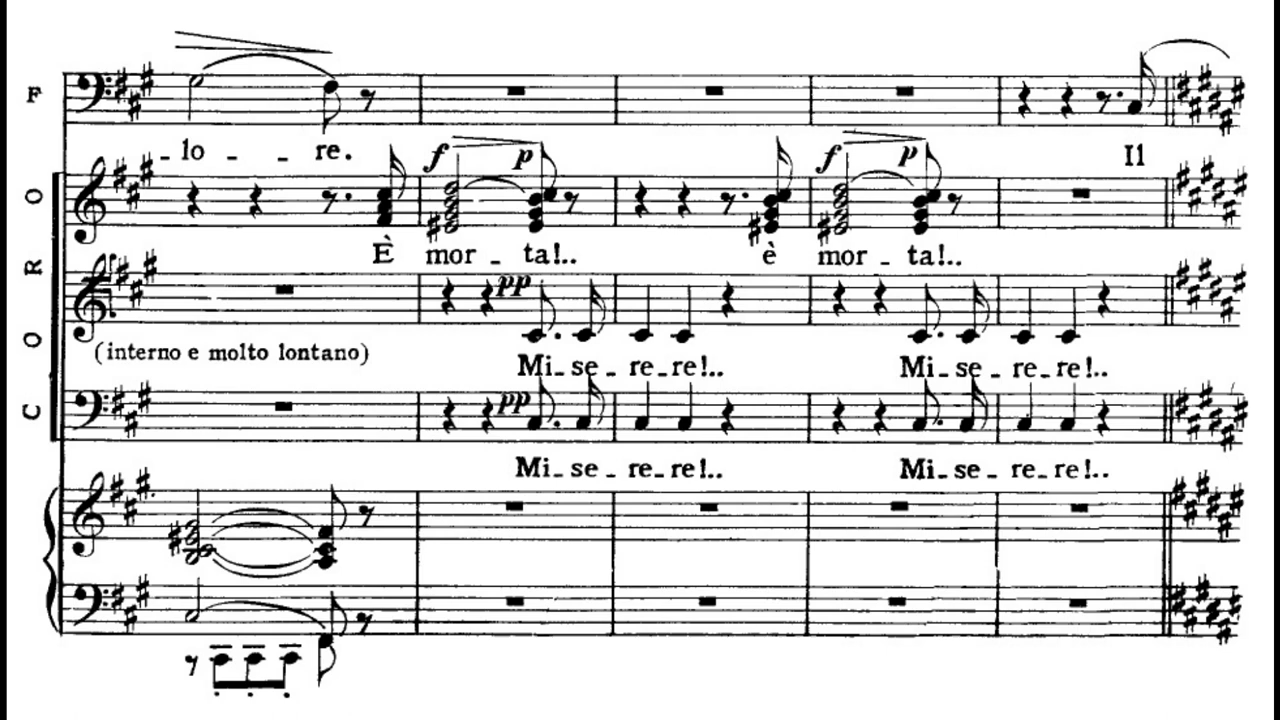 F
- lo - - re. Il
f p f p
È mor - ta!.. è mor - ta!..
pp
(interno e molto lontano)
Mi - se - re - re!.. Mi - se - re - re!..
pp
Mi - se - re - re!.. Mi - se - re - re!..
CORO